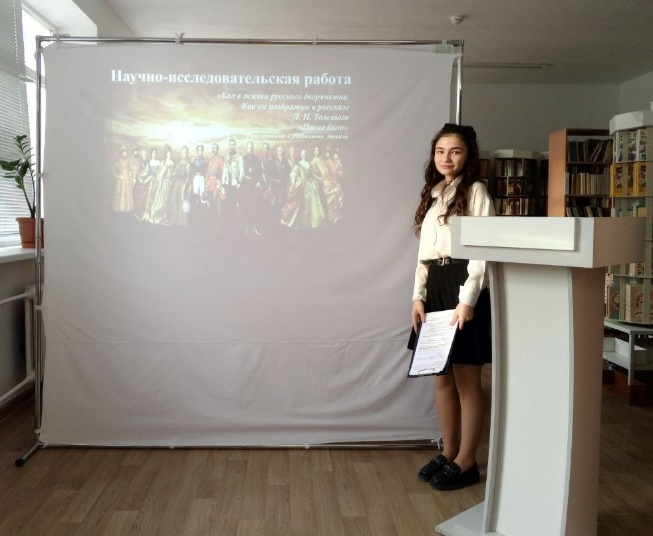 Научно-исследовательская работа
«Бал в жизни русского дворянства.
Как он изображен в рассказе
Л. Н. Толстого
«После бала»